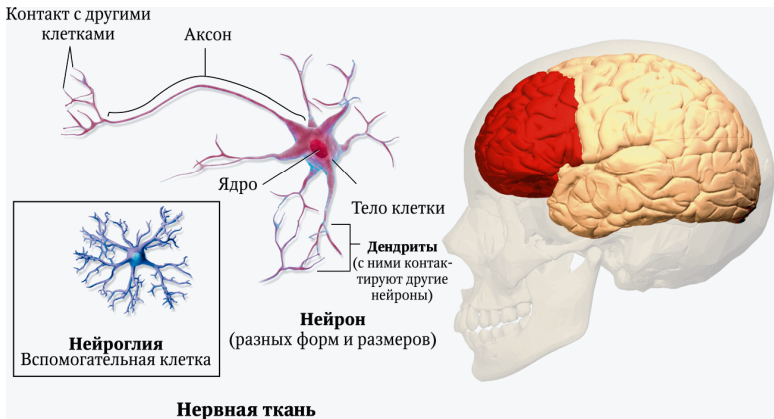 Контакт с другими
клетками
Аксон
Ядро
Тело клетки
Дендриты
(с ними контак-
тируют другие
нейроны)
Нейрон
(разных форм и размеров)
Нейроглия
Вспомогательная клетка
Нервная ткань